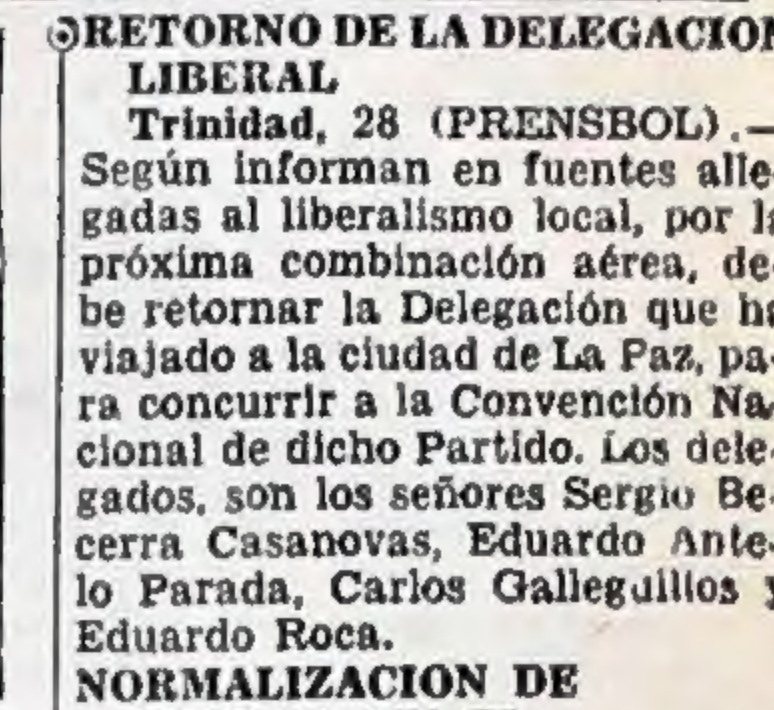 RETORNO DE LA DELEGACION
LIBERAL
Trinidad, 28 (PRENSBOL).—
Según informan en fuentes alle-
gadas al liberalismo local, por la
próxima combinación aérea, de-
be retornar la Delegación que ha
viajado a la ciudad de La Paz, pa-
ra concurrir a la Convención Na-
cional de dicho Partido. Los dele-
gados, son los señores Sergio Be-
cerra Casanovas, Eduardo Ante-
lo Parada, Carlos Galleguillos y
Eduardo Roca.
NORMALIZACION DE